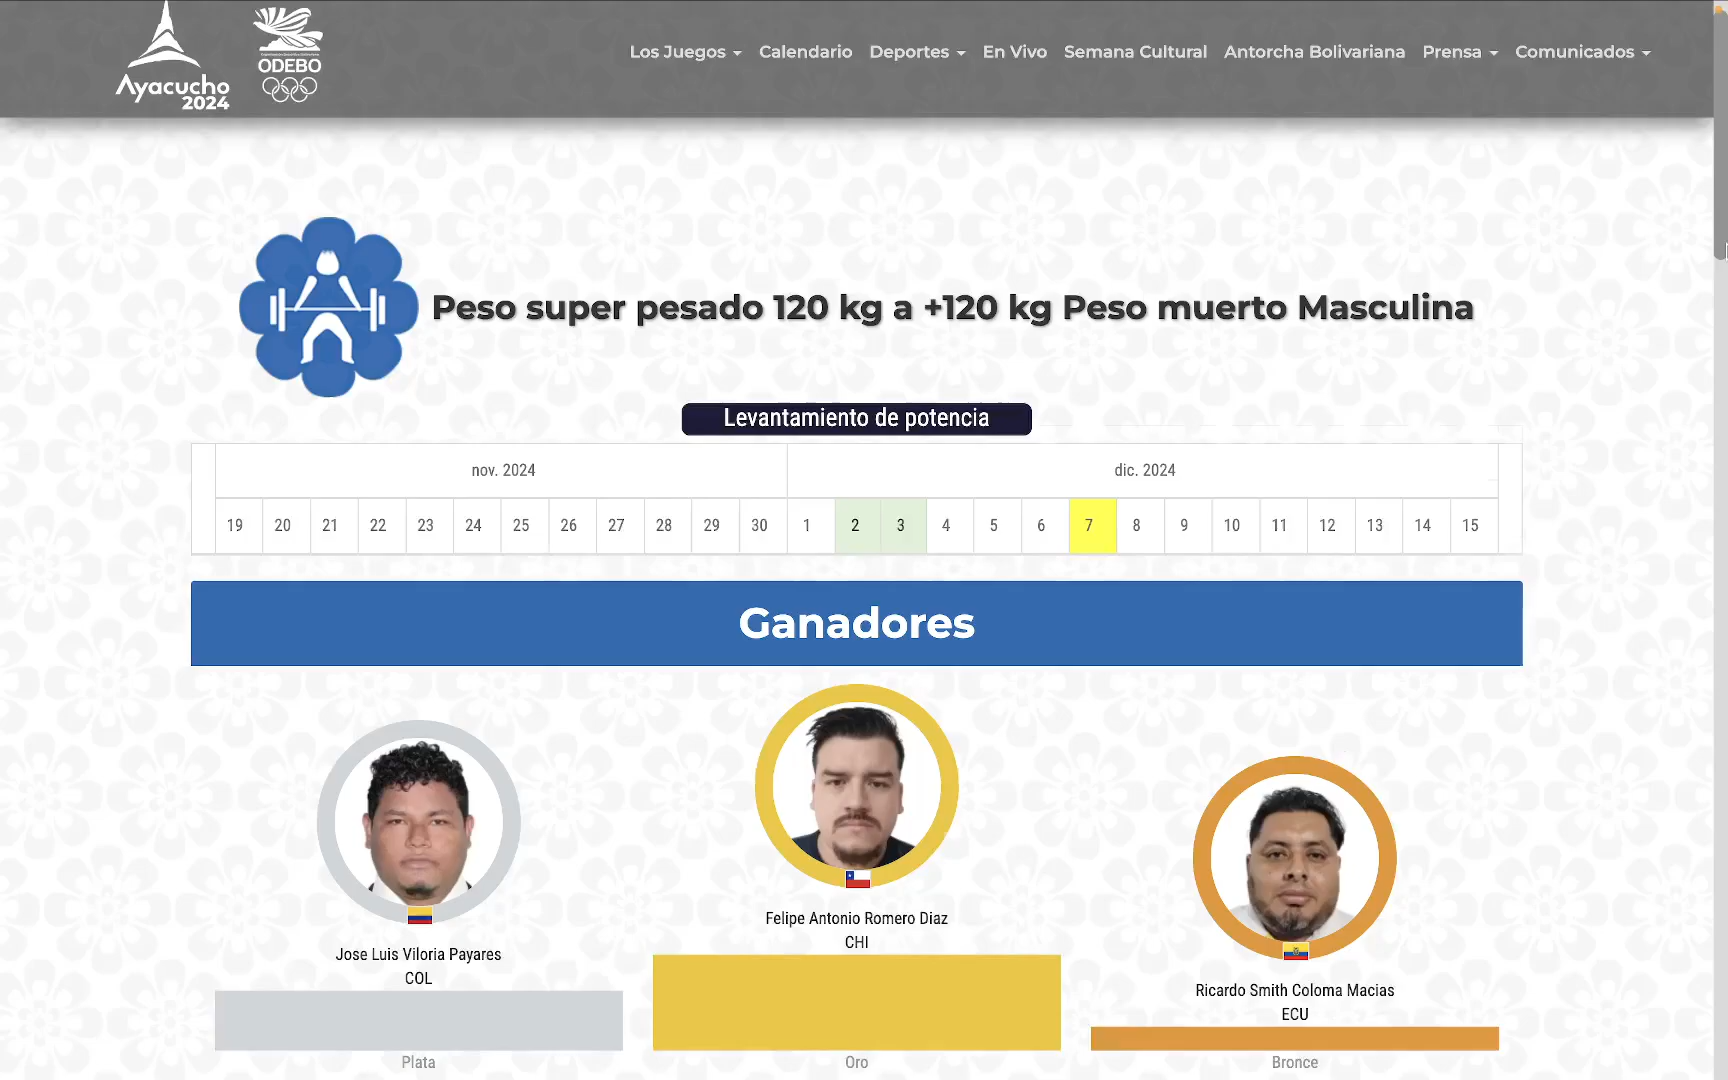 Ayacucho
2024
ODEBO
Los Juegos
Calendario
Deportes
En Vivo
Semana Cultural
Antorcha Bolivariana
Prensa
Comunicados
Peso super pesado 120 kg a +120 kg Peso muerto Masculina
Levantamiento de potencia
nov. 2024
dic. 2024
19 20 21 22 23 24 25 26 27 28 29 30 1 2 3 4 5 6 7 8 9 10 11 12 13 14 15
Ganadores
Jose Luis Viloria Payares
COL
Plata
Felipe Antonio Romero Diaz
CHI
Oro
Ricardo Smith Coloma Macias
ECU
Bronce